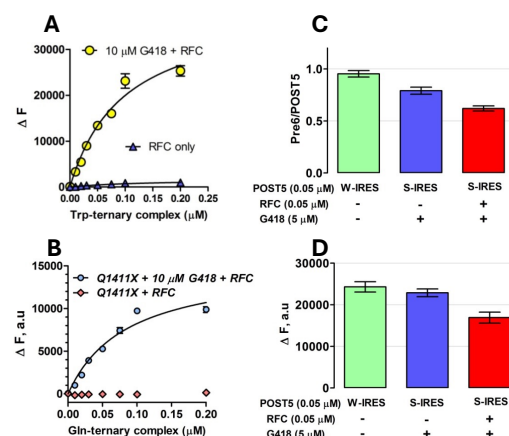 A
10 μM G418 + RFC
RFC only
Δ F
30000
20000
10000
0
0.00 0.05 0.10 0.15 0.20 0.25
Trp-ternary complex (μM)
B
Q1411X + 10 μM G418 + RFC
Q1411X + RFC
Δ F, a.u
15000
10000
5000
0
0.00 0.05 0.10 0.15 0.20
Gln-ternary complex (μM)
C
Pre6/POST5
1.0
0.5
0.0
POST5 (0.05 μM) W-IRES S-IRES S-IRES
RFC (0.05 μM) - - +
G418 (5 μM) - + +
D
Δ F, a.u
30000
20000
10000
0
POST5 (0.05 μM) W-IRES S-IRES S-IRES
RFC (0.05 μM) - - +
G418 (5 μM) - + +